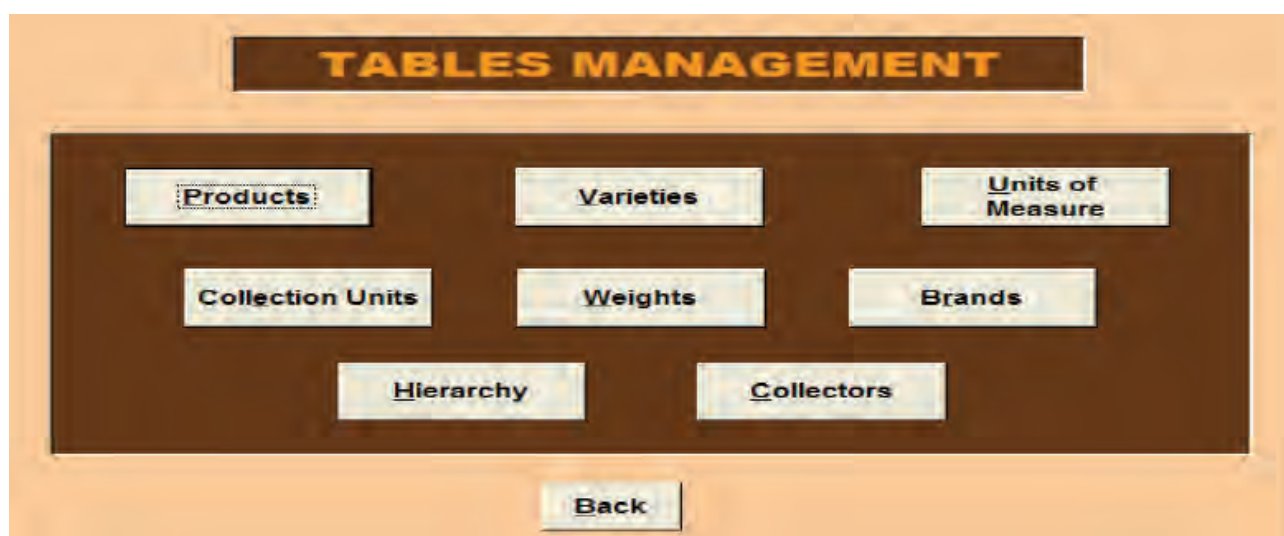 TABLES MANAGEMENT
Products
Varieties
Units of
Measure
Collection Units
Weights
Brands
Hierarchy
Collectors
Back